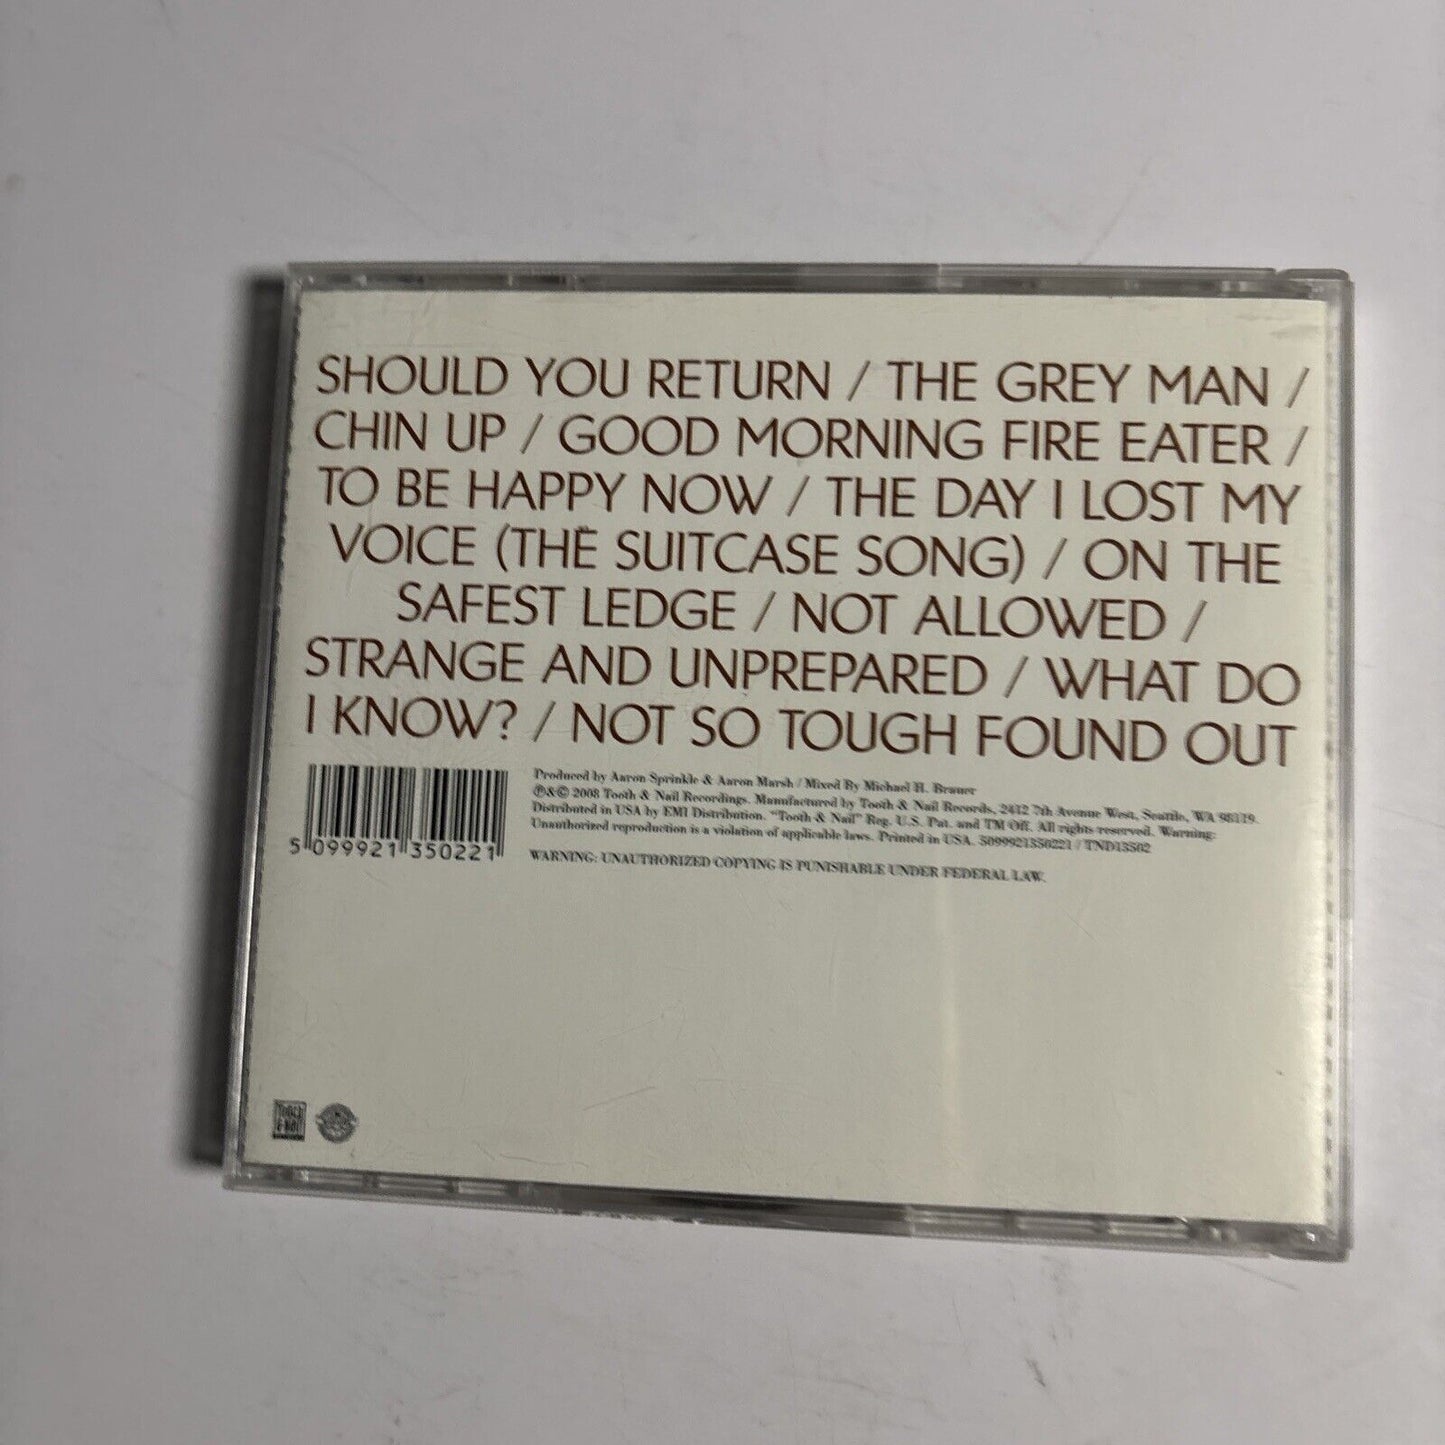 SHOULD YOU RETURN / THE GREY MAN /
CHIN UP / GOOD MORNING FIRE EATER /
TO BE HAPPY NOW / THE DAY I LOST MY
VOICE (THE SUITCASE SONG) / ON THE
SAFEST LEDGE / NOT ALLOWED /
STRANGE AND UNPREPARED / WHAT DO
I KNOW? / NOT SO TOUGH FOUND OUT
Produced by Aaron Sprinkle & Aaron Marsh / Mixed By Michael H. Brauer
℗&© 2008 Tooth & Nail Recordings. Manufactured by Tooth & Nail Records, 2412 7th Avenue West, Seattle, WA 98119.
Distributed in USA by EMI Distribution. "Tooth & Nail" Reg. U.S. Pat. and TM Off. All rights reserved. Warning:
Unauthorized reproduction is a violation of applicable laws. Printed in USA. 5099921350221 / TND13502
WARNING: UNAUTHORIZED COPYING IS PUNISHABLE UNDER FEDERAL LAW.
5 099921 350221
TOOTH
& NAIL